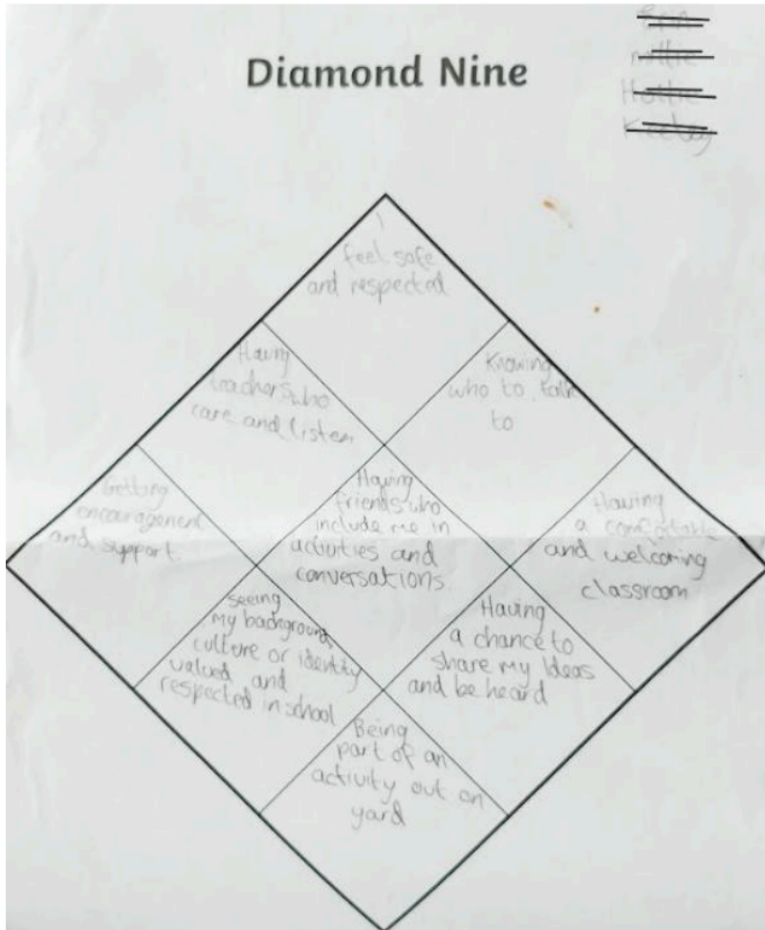 Diamond Nine
I
feel safe
and respected
Having
teachers who
care and listen
Knowing
who to talk
to
Getting
encouragement
and support
Having
friends who
include me in
activities and
conversations.
Having
a comfortable
and welcoming
classroom
seeing
my background,
culture or identity
valued and
respected in school
Having
a chance to
share my Ideas
and be heard
Being
part of an
activity out on
yard